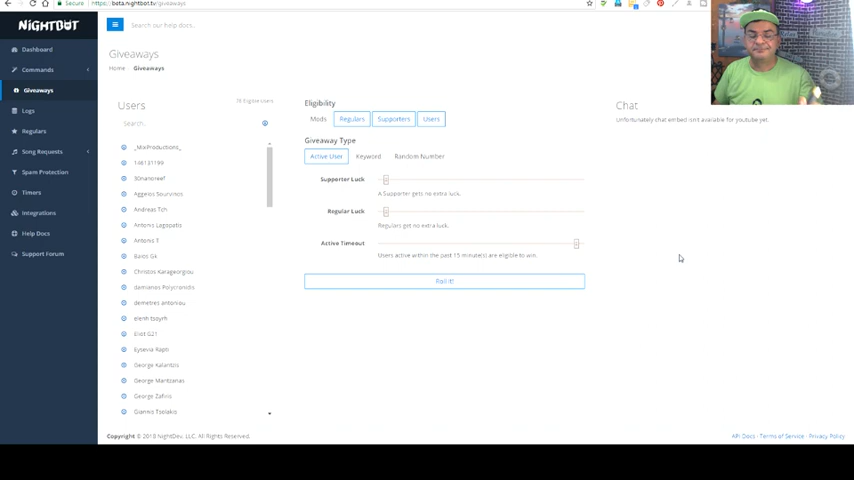 Secure https://beta.nightbot.tv/giveaways
NIGHTBOT
Search our help docs..
Dashboard
Commands
Giveaways
Logs
Regulars
Song Requests
Spam Protection
Timers
Integrations
Help Docs
Support Forum
Giveaways
Home Giveaways
Users
Search...
_MixProductions_
148131199
Aggelos Sourvinos
Andreas Tch
Antonis Logopatis
Antonis T
Baios Gk
Christos Karageorgiou
damianos Polycronidis
demetres antoniou
elenh tsoyrh
Eliot G21
Eysevia Rapti
George Kalantzis
George Mantzanas
George Zafiris
Giannis Tsolakis
Eligibility
Mods Regulars Supporters Users
Giveaway Type
Active User Keyword Random Number
Supporter Luck
A Supporter gets no extra luck.
Regular Luck
Regulars get no extra luck.
Active Timeout
Users active within the past 15 minute(s) are eligible to win.
Roll it!
Chat
Unfortunately chat embed isn't available for youtube yet.
Copyright © 2018 NightDev, LLC. All Rights Reserved.
API Docs - Terms of Service - Privacy Policy